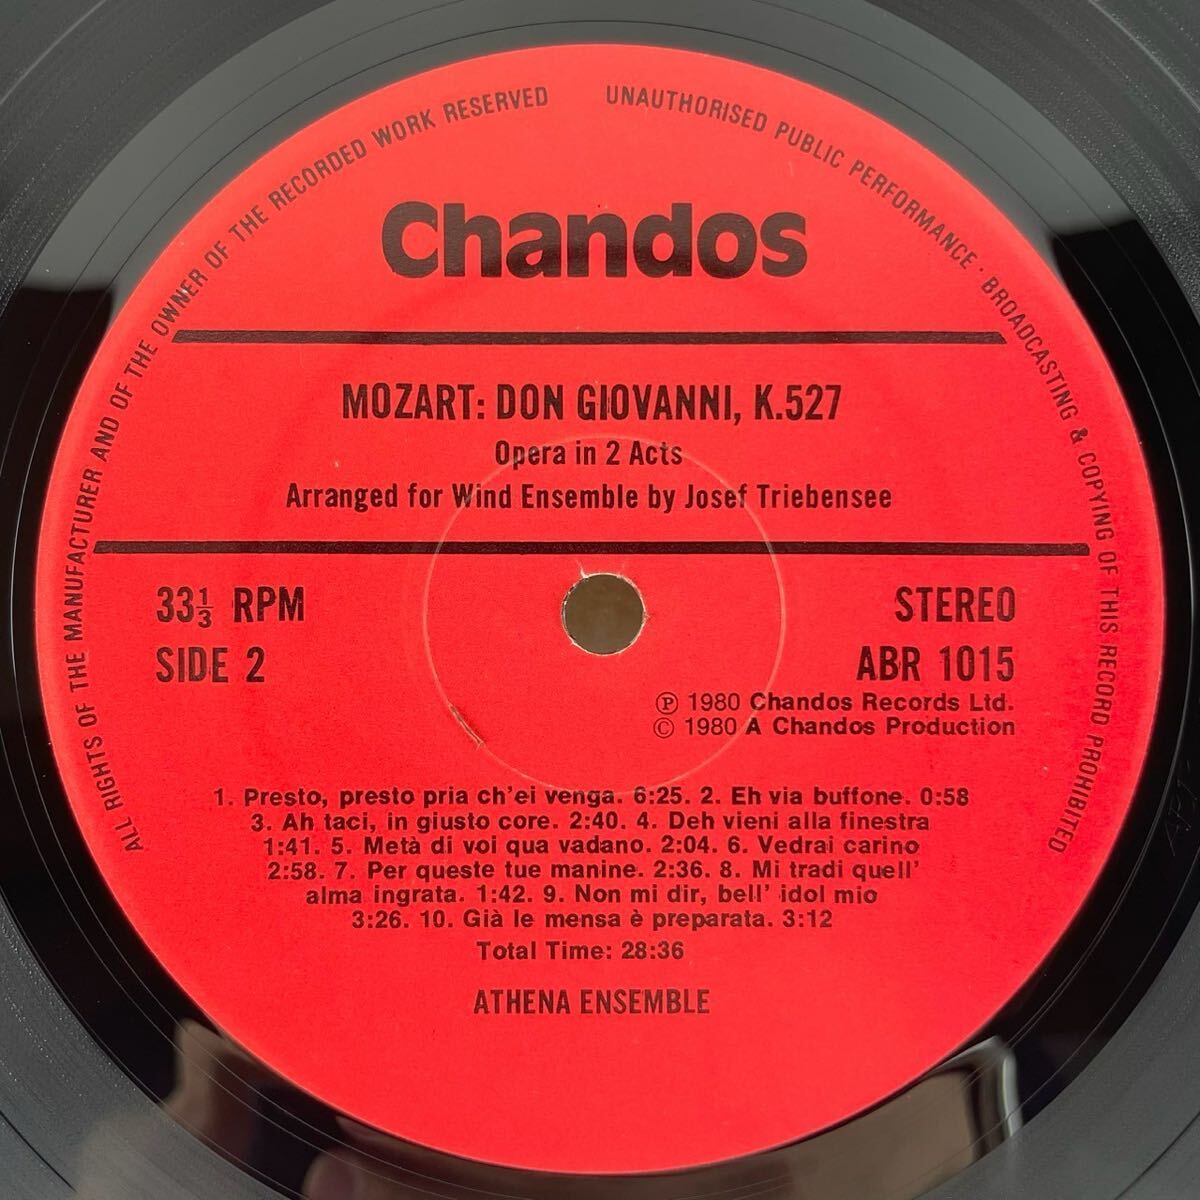 ALL RIGHTS OF THE MANUFACTURER AND OF THE OWNER OF THE RECORDED WORK RESERVED
UNAUTHORISED PUBLIC PERFORMANCE · BROADCASTING & COPYING OF THIS RECORD PROHIBITED
Chandos
MOZART: DON GIOVANNI, K.527
Opera in 2 Acts
Arranged for Wind Ensemble by Josef Triebensee
33⅓ RPM
SIDE 2
STEREO
ABR 1015
℗ 1980 Chandos Records Ltd.
© 1980 A Chandos Production
1. Presto, presto pria ch'ei venga. 6:25. 2. Eh via buffone. 0:58
3. Ah taci, in giusto core. 2:40. 4. Deh vieni alla finestra
1:41. 5. Metà di voi qua vadano. 2:04. 6. Vedrai carino
2:58. 7. Per queste tue manine. 2:36. 8. Mi tradi quell'
alma ingrata. 1:42. 9. Non mi dir, bell' idol mio
3:26. 10. Già le mensa è preparata. 3:12
Total Time: 28:36
ATHENA ENSEMBLE